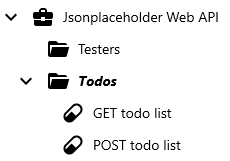 Jsonplaceholder Web API
Testers
Todos
GET todo list
POST todo list